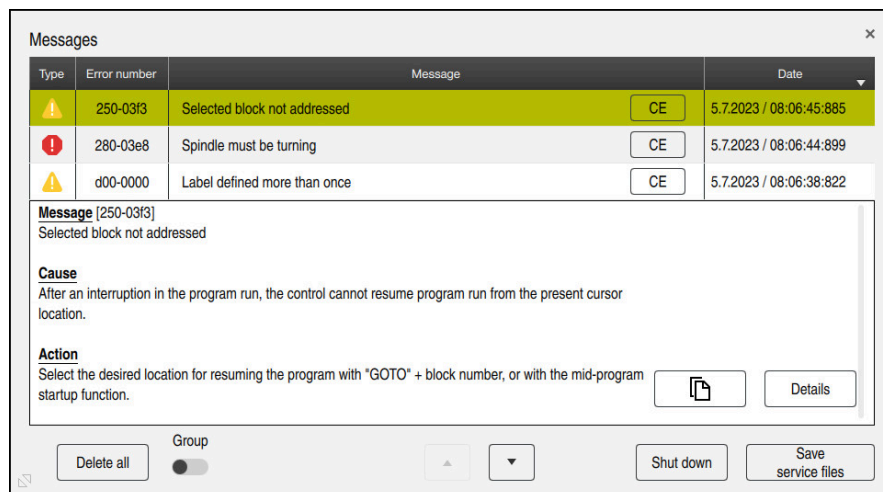 Messages
Type Error number Message Date
250-03f3 Selected block not addressed CE 5.7.2023 / 08:06:45:885
280-03e8 Spindle must be turning CE 5.7.2023 / 08:06:44:899
d00-0000 Label defined more than once CE 5.7.2023 / 08:06:38:822
Message [250-03f3]
Selected block not addressed
Cause
After an interruption in the program run, the control cannot resume program run from the present cursor
location.
Action
Select the desired location for resuming the program with "GOTO" + block number, or with the mid-program
startup function.
Details
Delete all
Group
Shut down
Save
service files